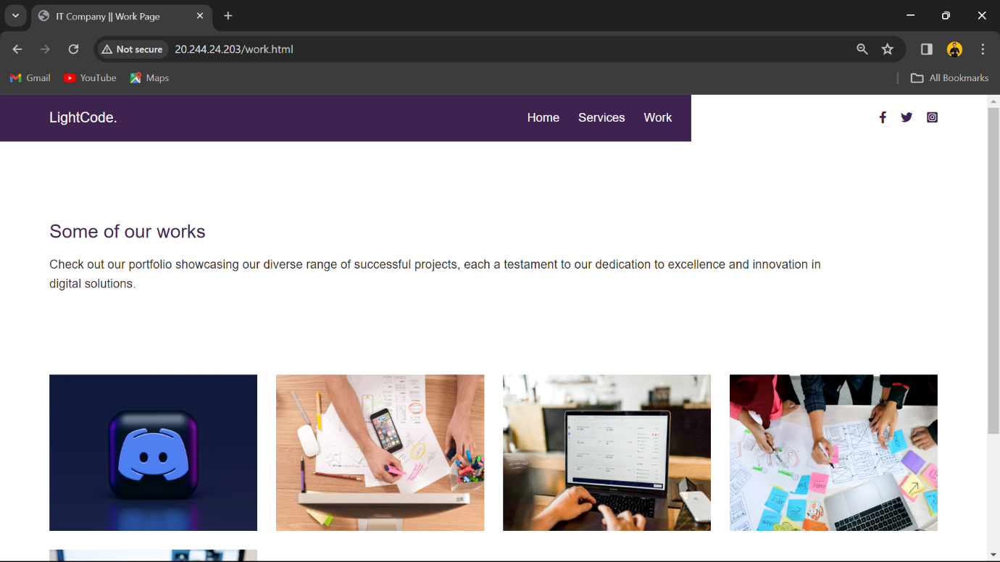 IT Company || Work Page
Not secure
20.244.24.203/work.html
Gmail
YouTube
Maps
All Bookmarks
LightCode.
Home
Services
Work
Some of our works
Check out our portfolio showcasing our diverse range of successful projects, each a testament to our dedication to excellence and innovation in
digital solutions.